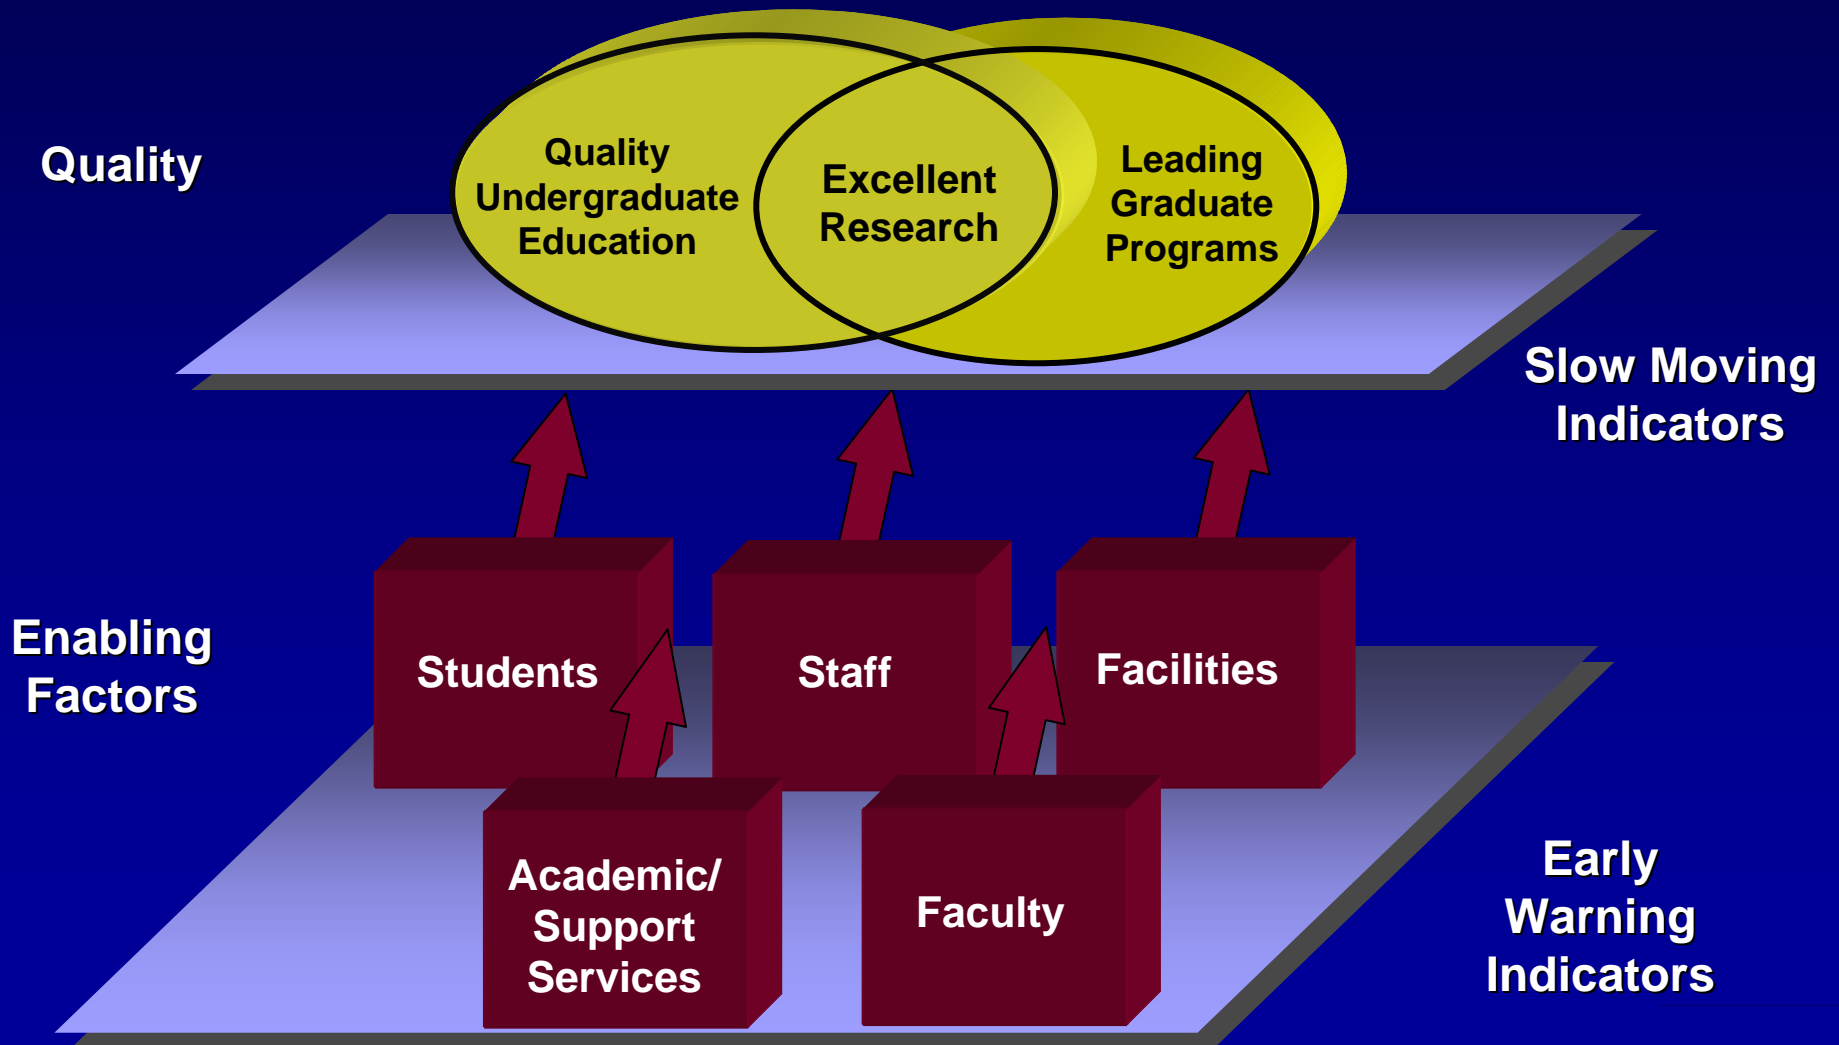 Quality
Quality
Undergraduate
Education
Excellent
Research
Leading
Graduate
Programs
Slow Moving
Indicators
Enabling
Factors
Students
Staff
Facilities
Academic/
Support
Services
Faculty
Early
Warning
Indicators